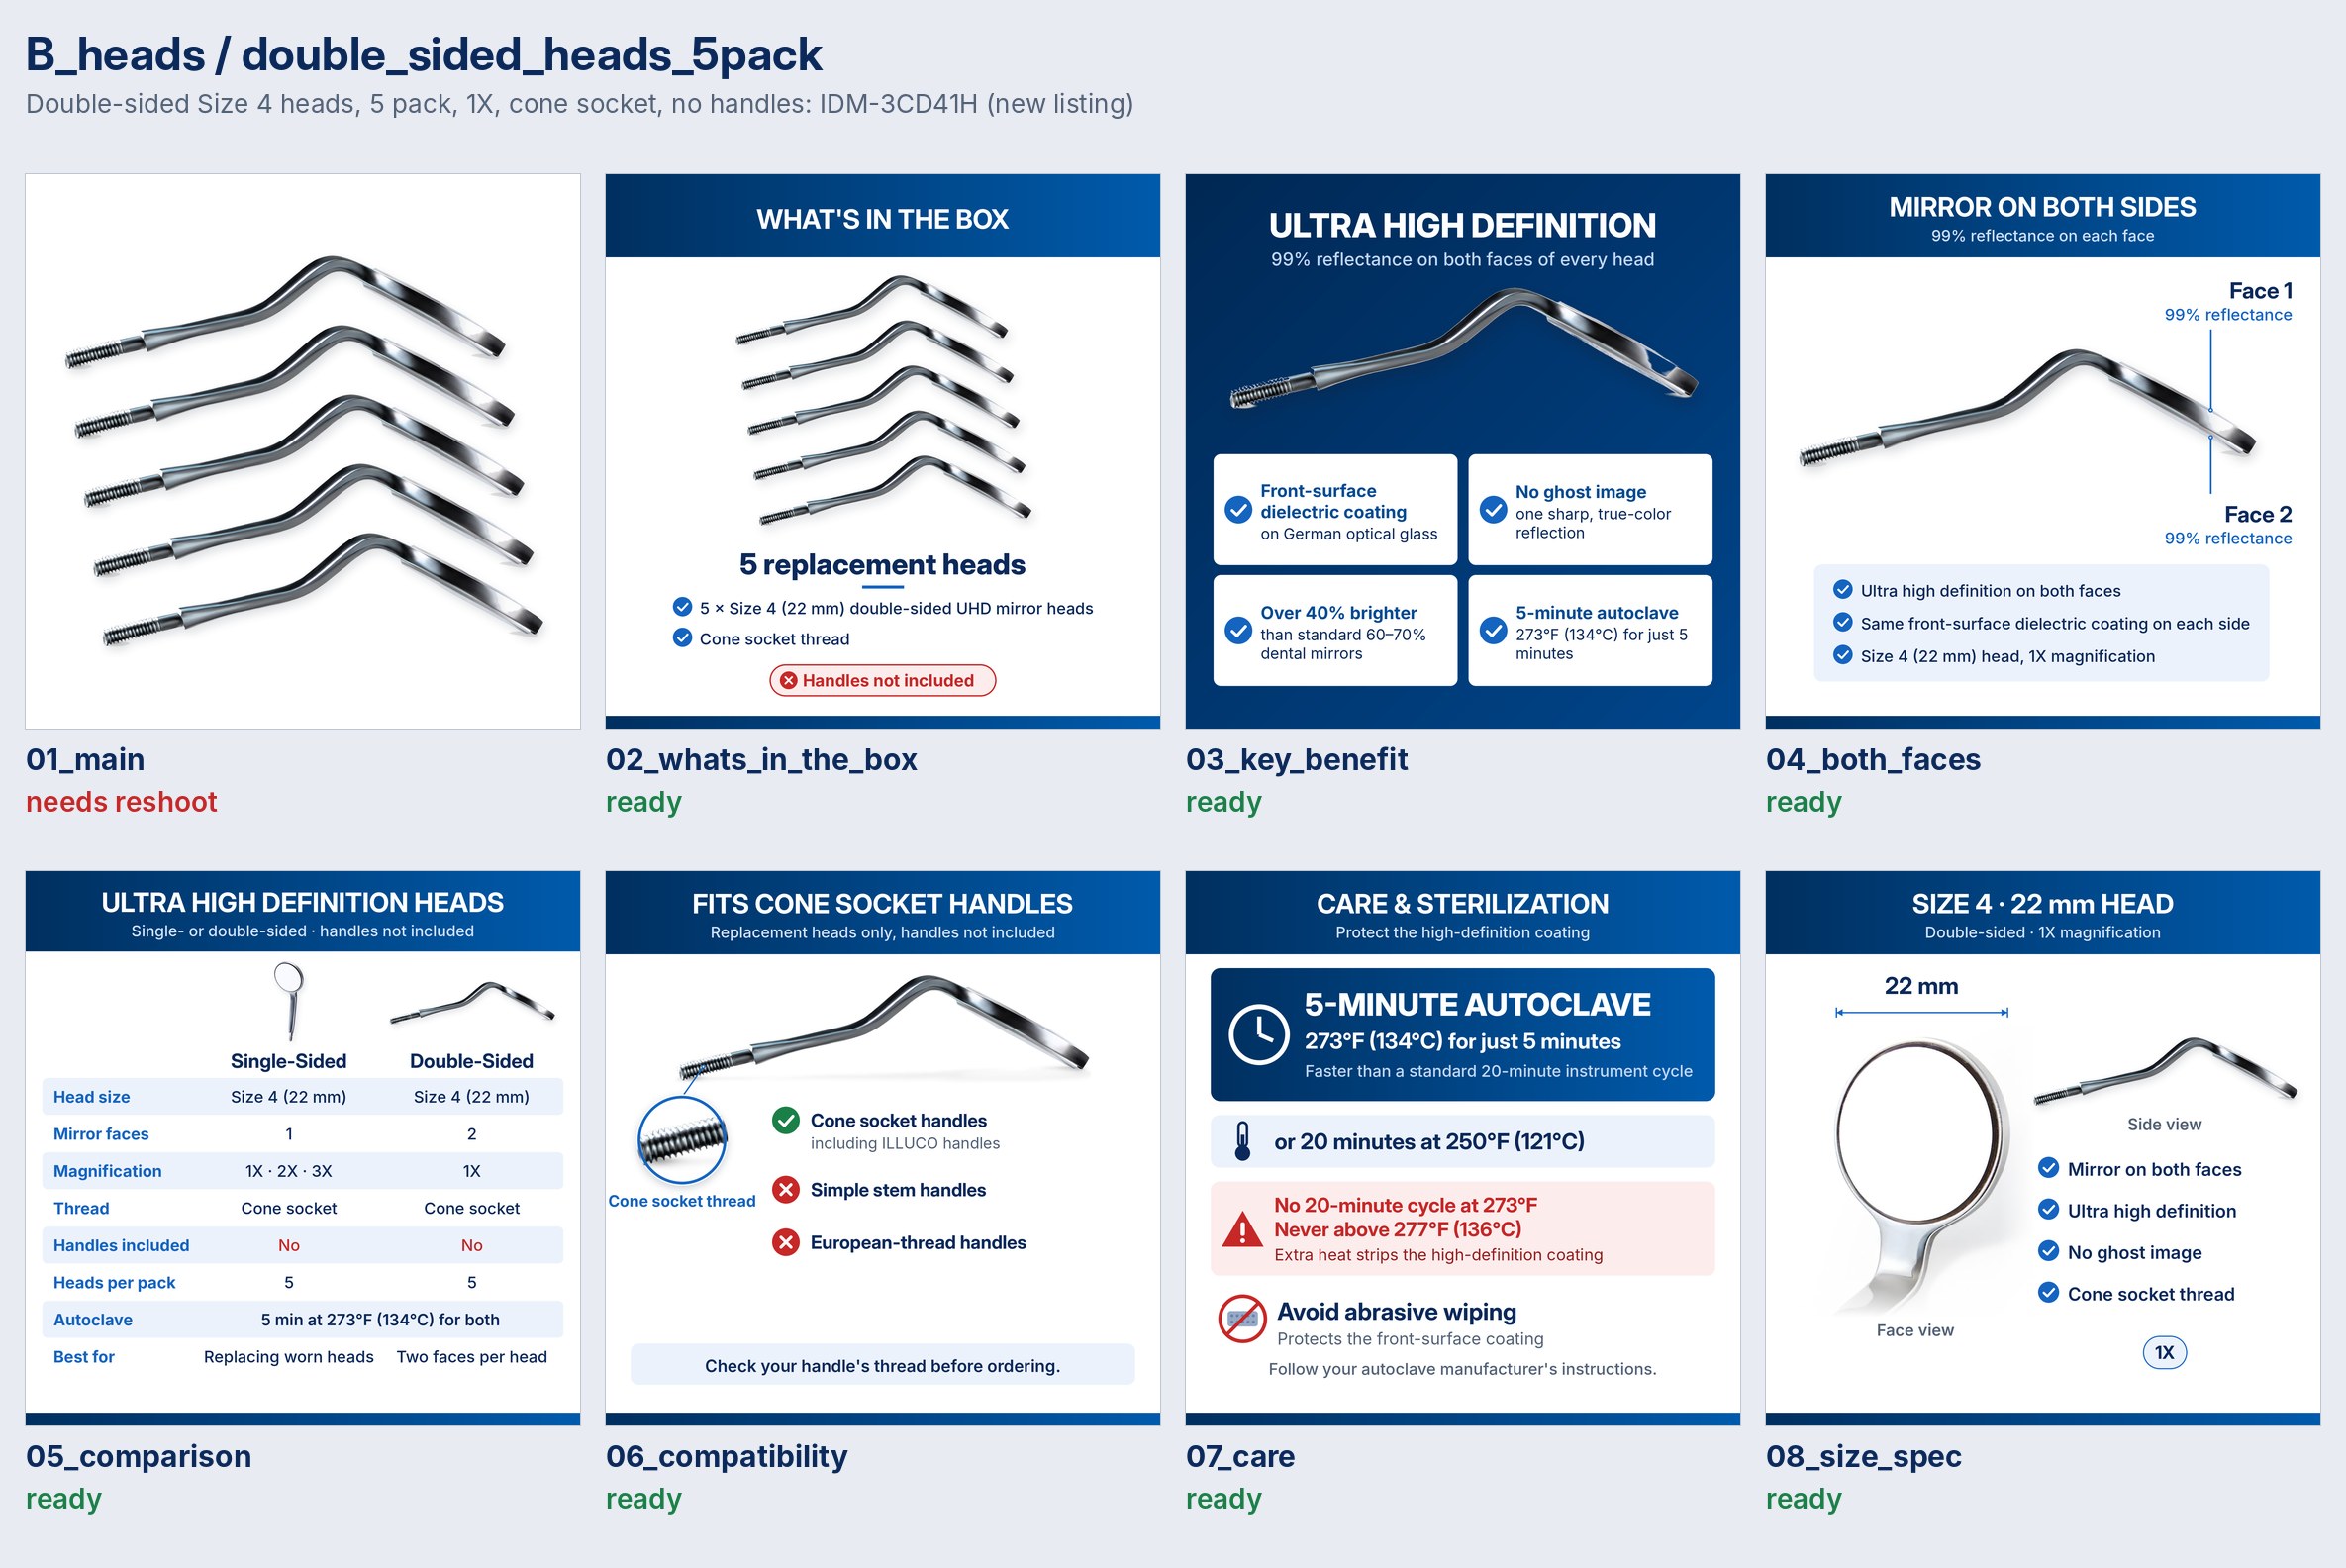 B_heads / double_sided_heads_5pack
Double-sided Size 4 heads, 5 pack, 1X, cone socket, no handles: IDM-3CD41H (new listing)
01_main
needs reshoot
WHAT'S IN THE BOX
5 replacement heads
5 × Size 4 (22 mm) double-sided UHD mirror heads
Cone socket thread
Handles not included
02_whats_in_the_box
ready
ULTRA HIGH DEFINITION
99% reflectance on both faces of every head
Front-surface
dielectric coating
on German optical glass
No ghost image
one sharp, true-color
reflection
Over 40% brighter
than standard 60–70%
dental mirrors
5-minute autoclave
273°F (134°C) for just 5
minutes
03_key_benefit
ready
MIRROR ON BOTH SIDES
99% reflectance on each face
Face 1
99% reflectance
Face 2
99% reflectance
Ultra high definition on both faces
Same front-surface dielectric coating on each side
Size 4 (22 mm) head, 1X magnification
04_both_faces
ready
ULTRA HIGH DEFINITION HEADS
Single- or double-sided · handles not included
Single-Sided Double-Sided
Head size Size 4 (22 mm) Size 4 (22 mm)
Mirror faces 1 2
Magnification 1X · 2X · 3X 1X
Thread Cone socket Cone socket
Handles included No No
Heads per pack 5 5
Autoclave 5 min at 273°F (134°C) for both
Best for Replacing worn heads Two faces per head
05_comparison
ready
FITS CONE SOCKET HANDLES
Replacement heads only, handles not included
Cone socket thread
Cone socket handles
including ILLUCO handles
Simple stem handles
European-thread handles
Check your handle's thread before ordering.
06_compatibility
ready
CARE & STERILIZATION
Protect the high-definition coating
5-MINUTE AUTOCLAVE
273°F (134°C) for just 5 minutes
Faster than a standard 20-minute instrument cycle
or 20 minutes at 250°F (121°C)
No 20-minute cycle at 273°F
Never above 277°F (136°C)
Extra heat strips the high-definition coating
Avoid abrasive wiping
Protects the front-surface coating
Follow your autoclave manufacturer's instructions.
07_care
ready
SIZE 4 · 22 mm HEAD
Double-sided · 1X magnification
22 mm
Face view
Side view
Mirror on both faces
Ultra high definition
No ghost image
Cone socket thread
1X
08_size_spec
ready